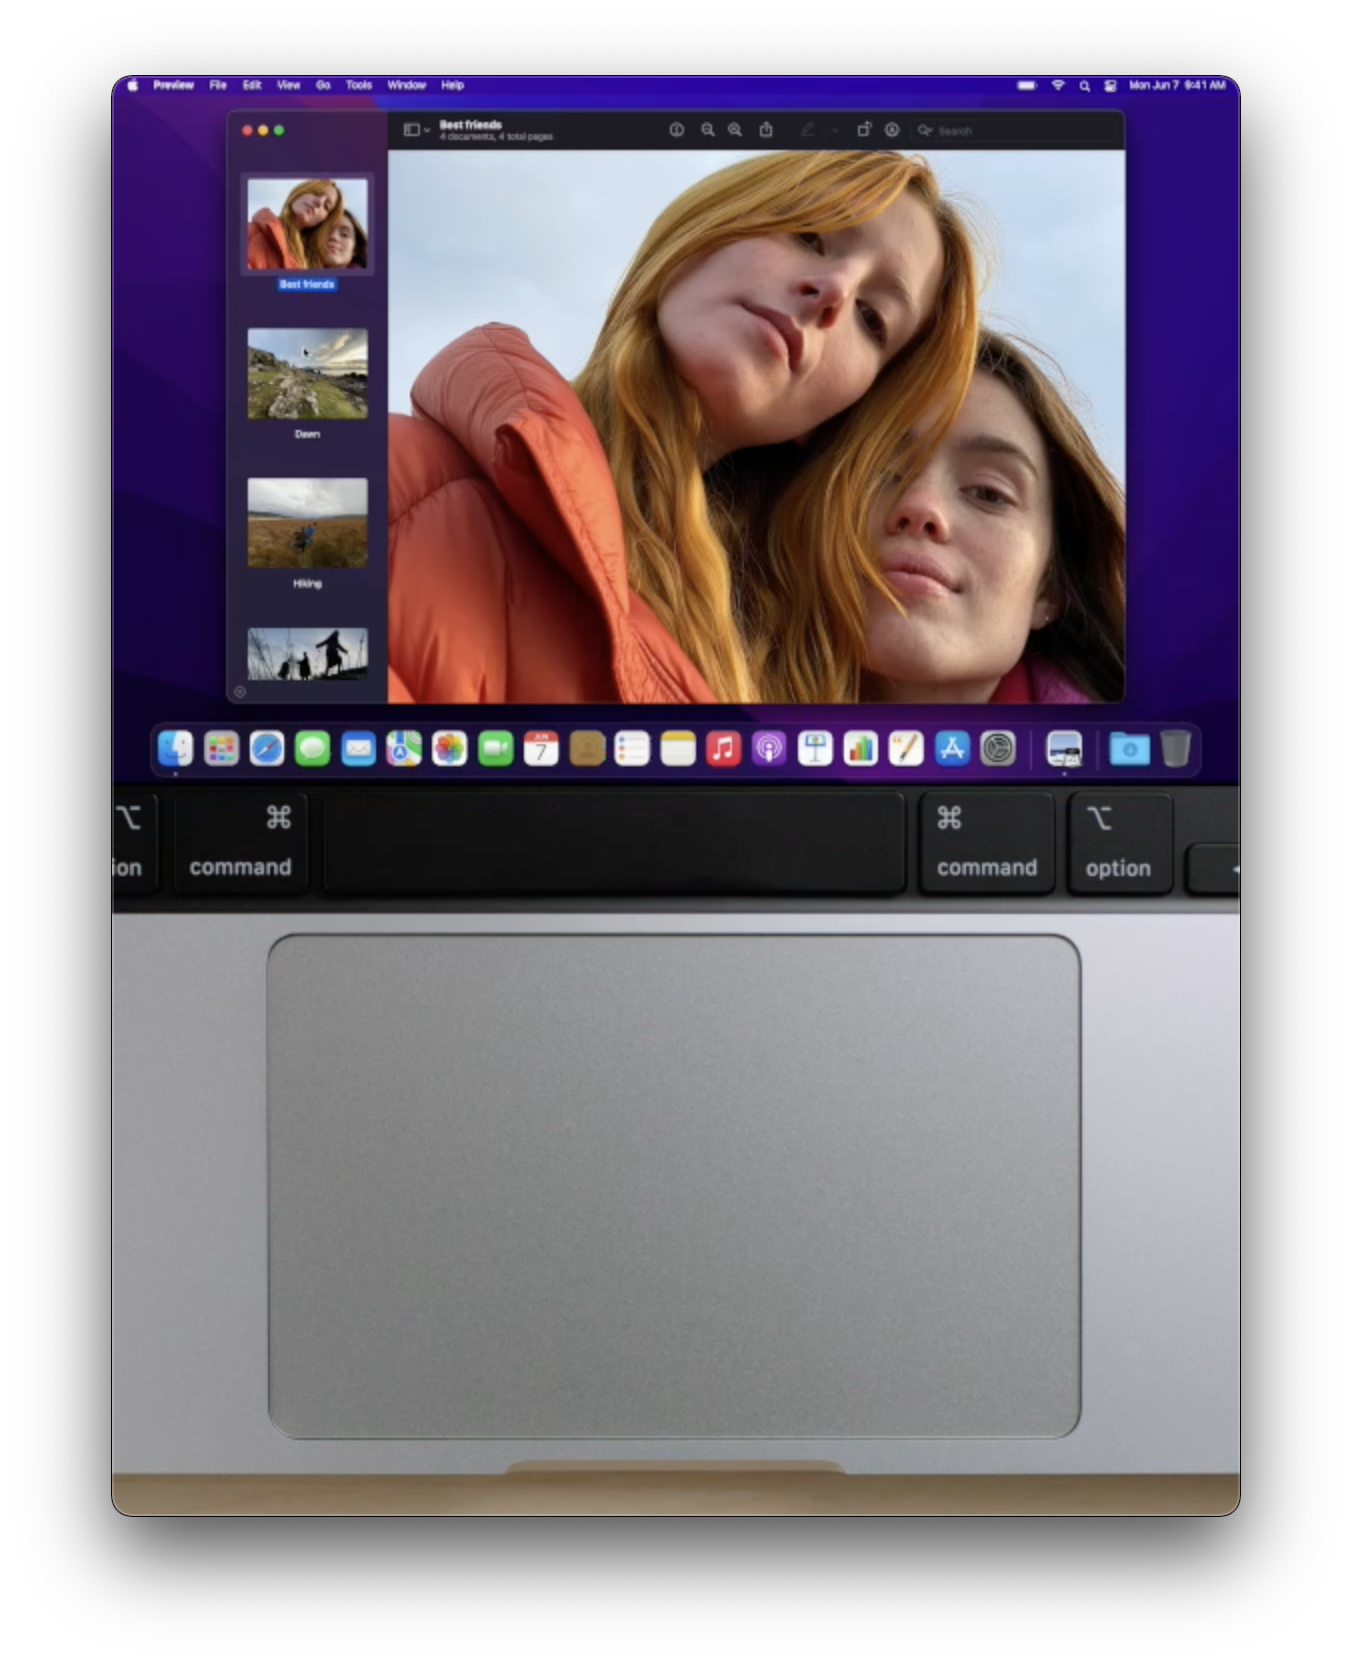 Preview File Edit View Go Tools Window Help Mon Jun 7 9:41 AM
Best friends
4 documents, 4 total pages
Search
Best friends
Dawn
Hiking
JUN
7
ion command command option